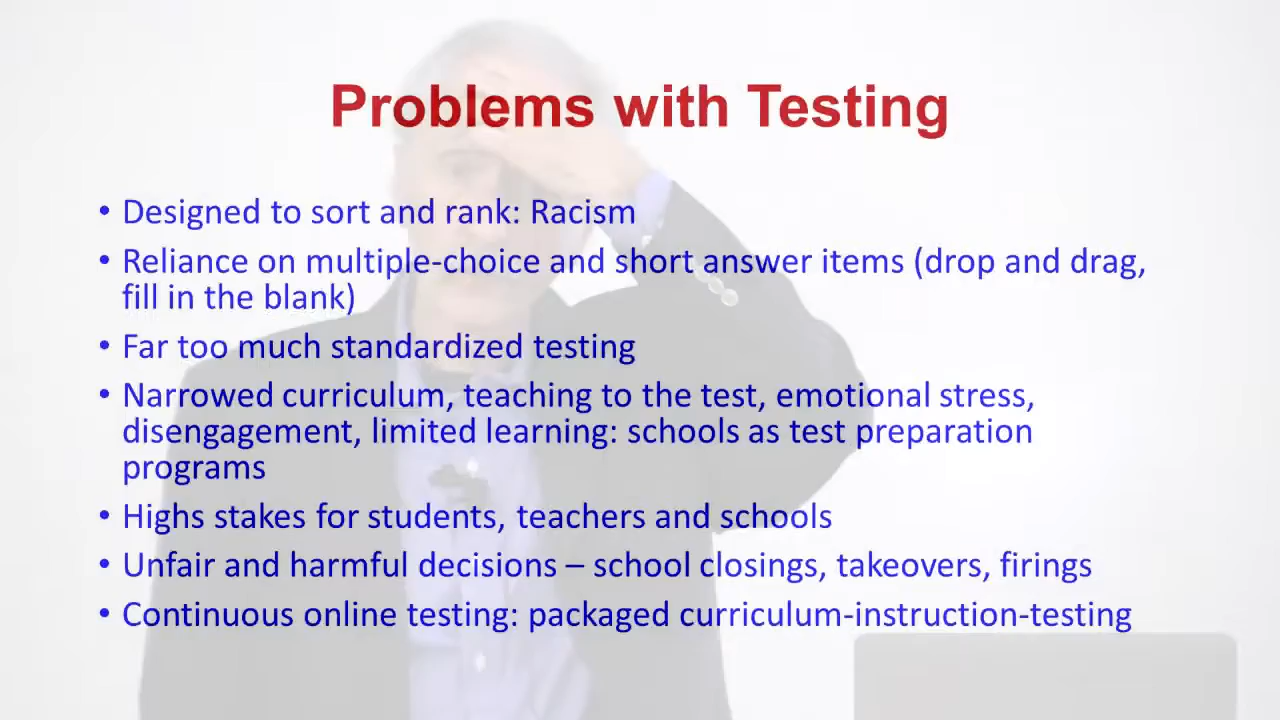 Problems with Testing
• Designed to sort and rank: Racism
• Reliance on multiple-choice and short answer items (drop and drag,
fill in the blank)
• Far too much standardized testing
• Narrowed curriculum, teaching to the test, emotional stress,
disengagement, limited learning: schools as test preparation
programs
• Highs stakes for students, teachers and schools
• Unfair and harmful decisions – school closings, takeovers, firings
• Continuous online testing: packaged curriculum-instruction-testing